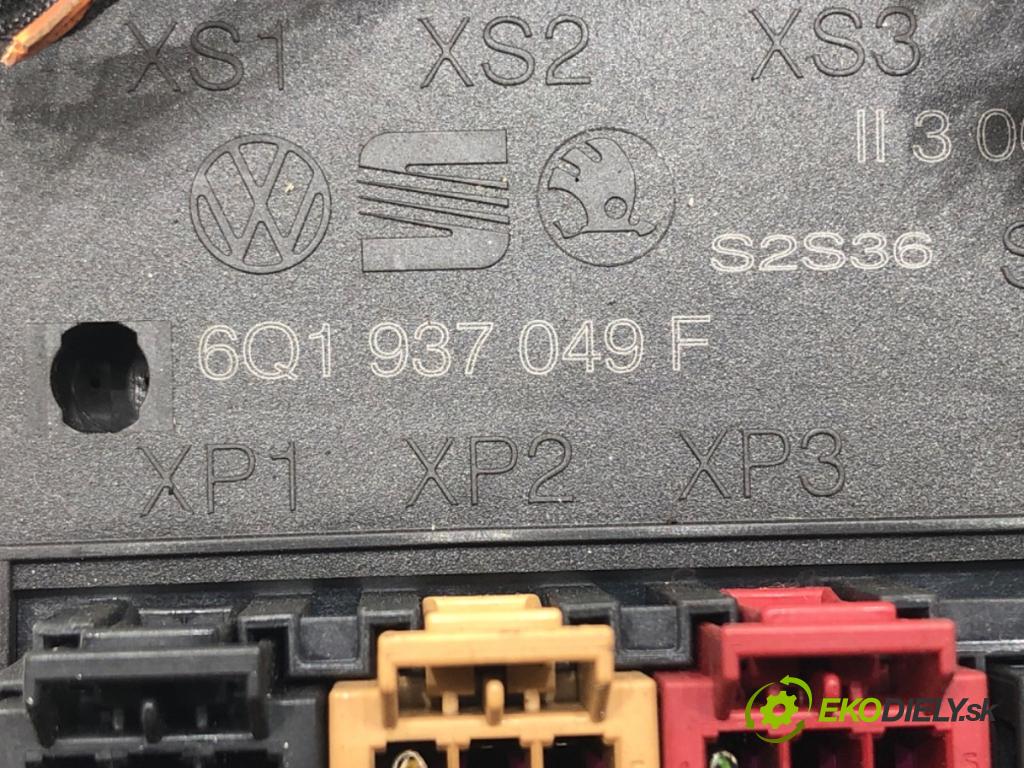 XS1 XS2 XS3
II 3 0
S2S36 S
6Q1 937 049 F
XP1 XP2 XP3
EKODIELY.sk